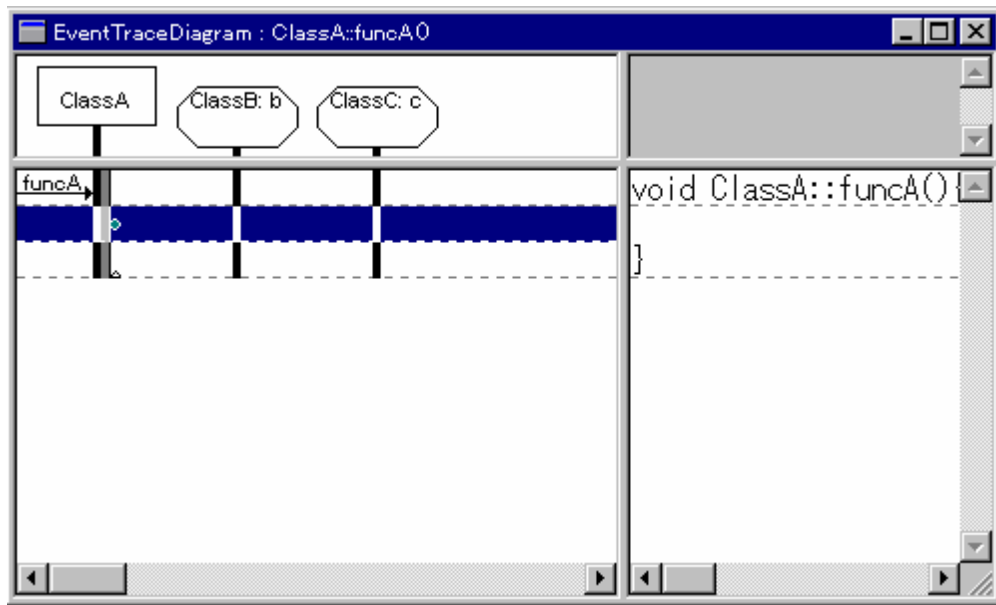 EventTraceDiagram : ClassA::funcA()
ClassA
ClassB: b
ClassC: c
funcA
void ClassA::funcA(){
}